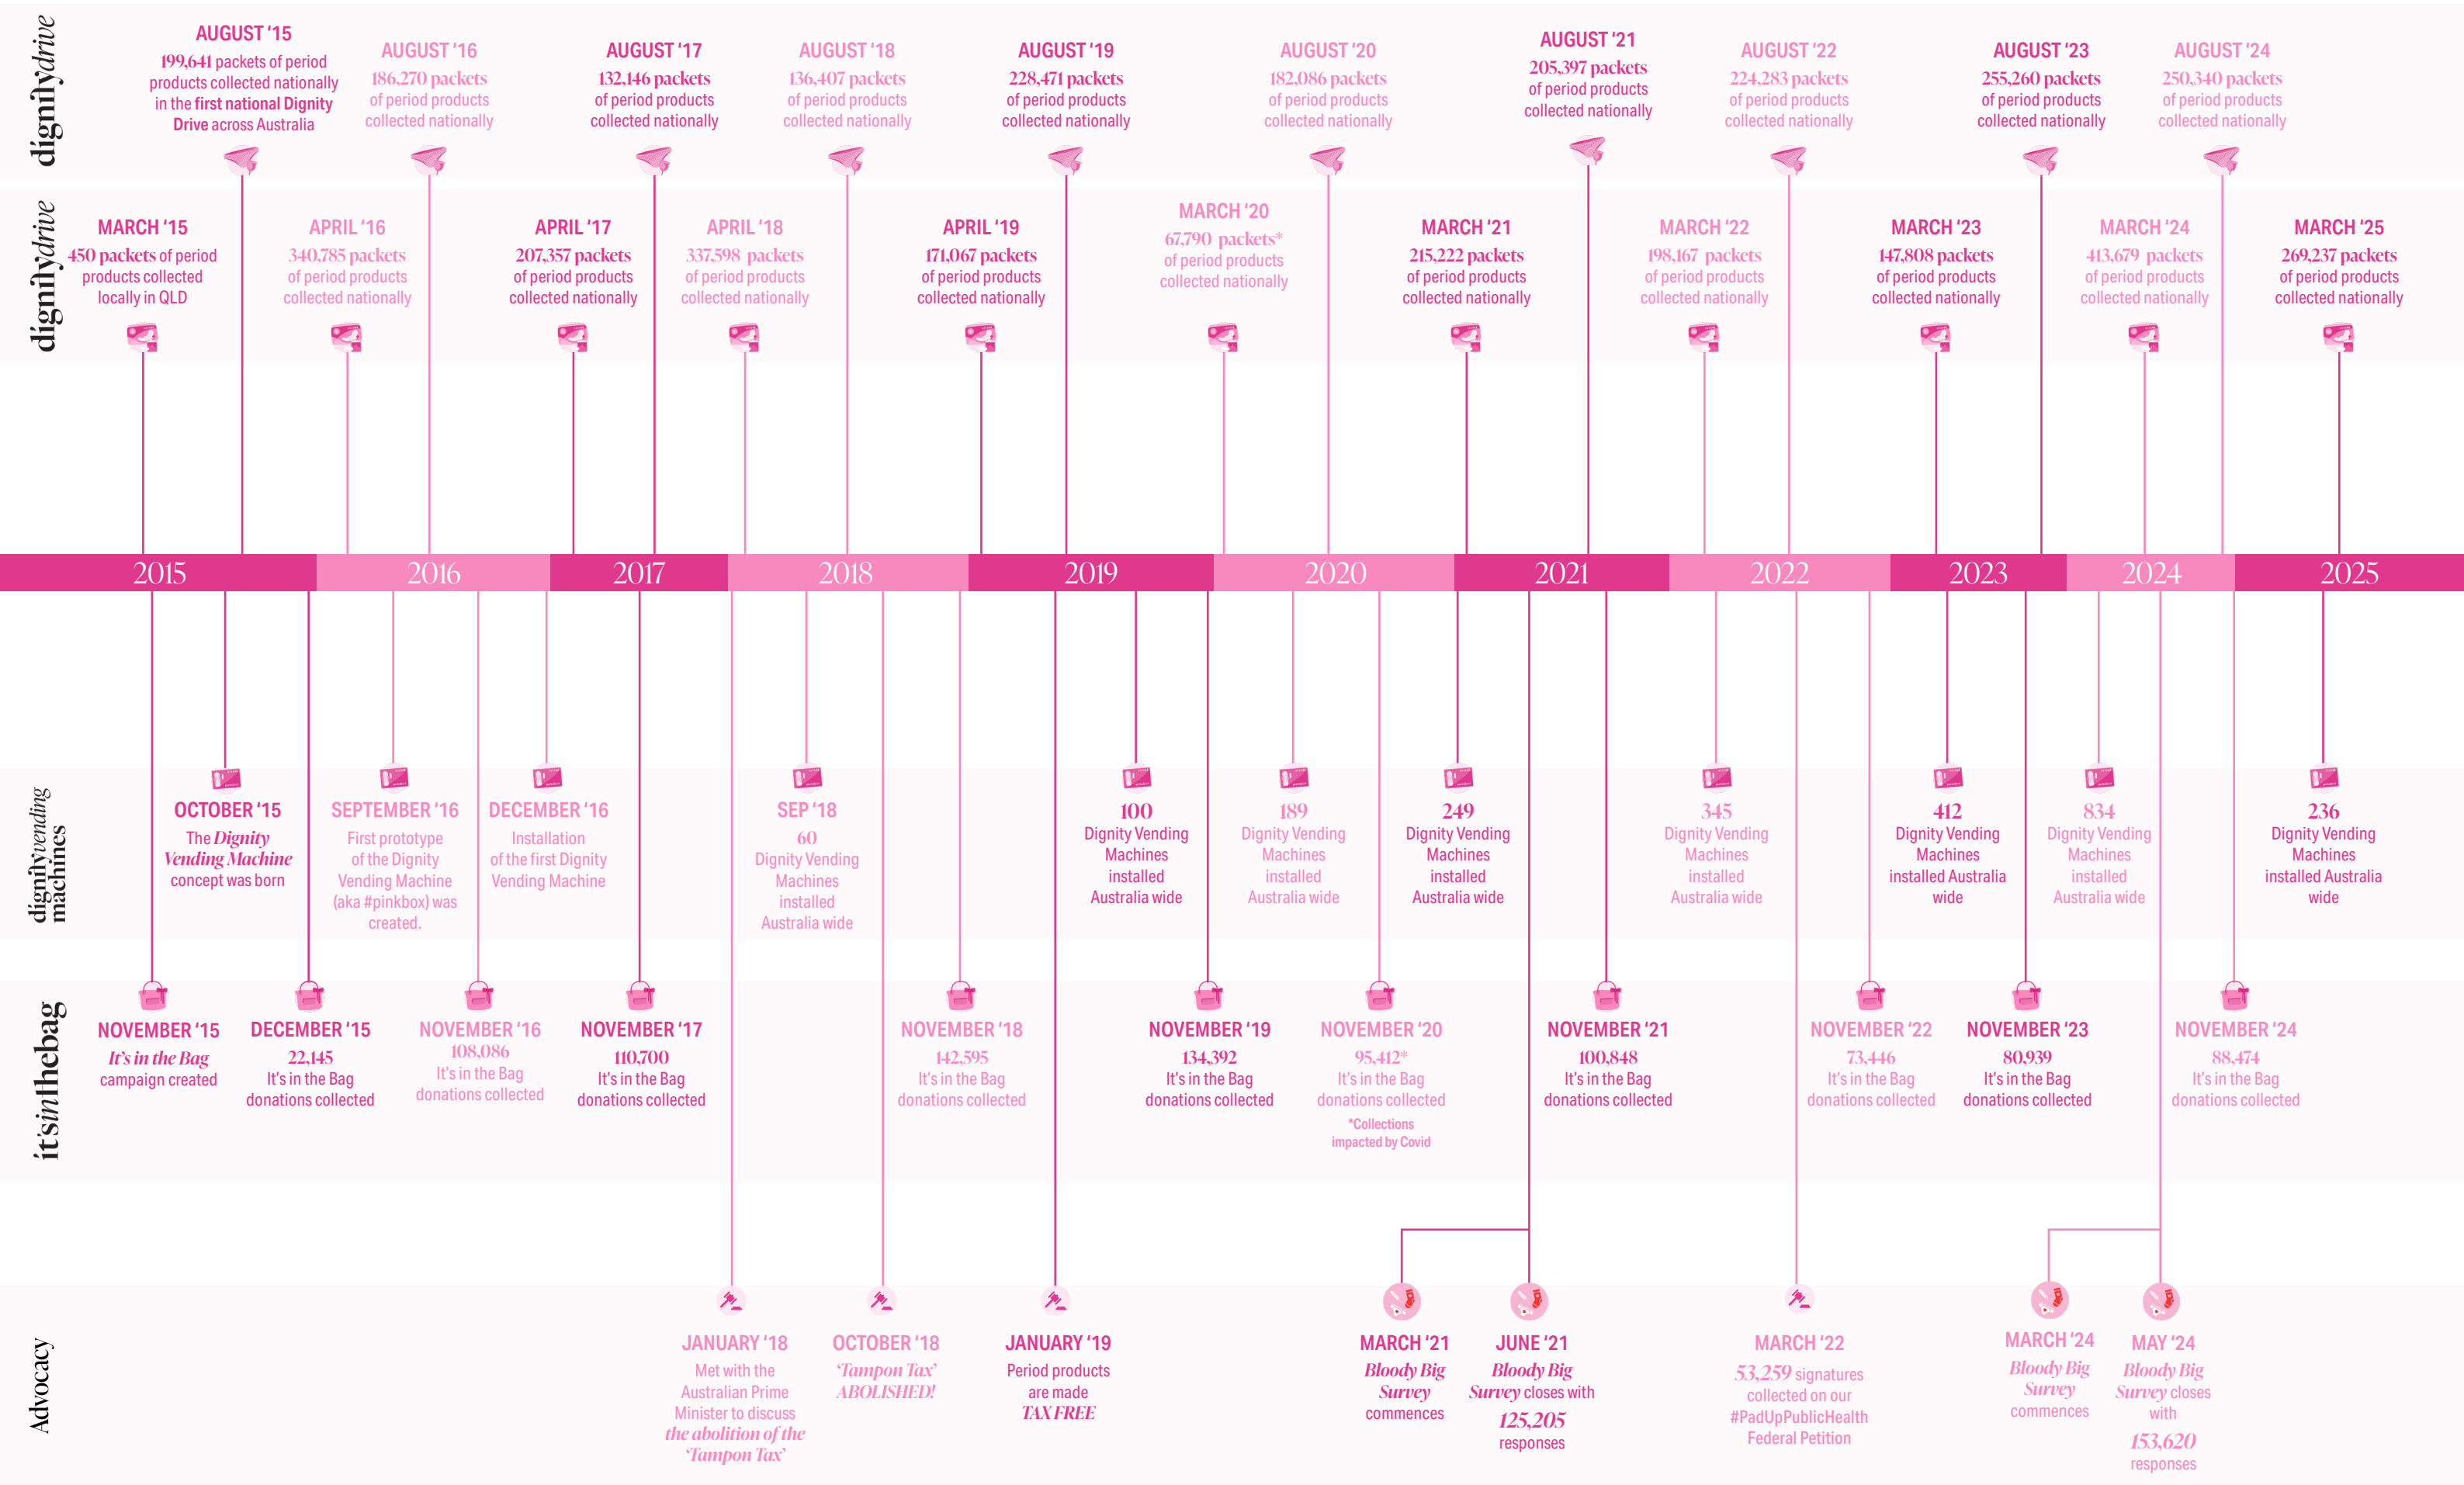 dignitydrive
AUGUST ‘15
199,641 packets of period
products collected nationally
in the first national Dignity
Drive across Australia
AUGUST ‘16
186,270 packets
of period products
collected nationally
AUGUST ‘17
132,146 packets
of period products
collected nationally
AUGUST ‘18
136,407 packets
of period products
collected nationally
AUGUST ‘19
228,471 packets
of period products
collected nationally
AUGUST ‘20
182,086 packets
of period products
collected nationally
AUGUST ‘21
205,397 packets
of period products
collected nationally
AUGUST ‘22
224,283 packets
of period products
collected nationally
AUGUST ‘23
255,260 packets
of period products
collected nationally
AUGUST ‘24
250,340 packets
of period products
collected nationally
dignitydrive
MARCH ‘15
450 packets of period
products collected
locally in QLD
APRIL ‘16
340,785 packets
of period products
collected nationally
APRIL ‘17
207,357 packets
of period products
collected nationally
APRIL ‘18
337,598 packets
of period products
collected nationally
APRIL ‘19
171,067 packets
of period products
collected nationally
MARCH ‘20
67,790 packets*
of period products
collected nationally
MARCH ‘21
215,222 packets
of period products
collected nationally
MARCH ‘22
198,167 packets
of period products
collected nationally
MARCH ‘23
147,808 packets
of period products
collected nationally
MARCH ‘24
413,679 packets
of period products
collected nationally
MARCH ‘25
269,237 packets
of period products
collected nationally
2015
2016
2017
2018
2019
2020
2021
2022
2023
2024
2025
dignityvending
machines
OCTOBER ‘15
The Dignity
Vending Machine
concept was born
SEPTEMBER ‘16
First prototype
of the Dignity
Vending Machine
(aka #pinkbox) was
created.
DECEMBER ‘16
Installation
of the first Dignity
Vending Machine
SEP ‘18
60
Dignity Vending
Machines
installed
Australia wide
100
Dignity Vending
Machines
installed
Australia wide
189
Dignity Vending
Machines
installed
Australia wide
249
Dignity Vending
Machines
installed
Australia wide
345
Dignity Vending
Machines
installed
Australia wide
412
Dignity Vending
Machines
installed Australia
wide
834
Dignity Vending
Machines
installed
Australia wide
236
Dignity Vending
Machines
installed Australia
wide
it'sinthebag
NOVEMBER ‘15
It’s in the Bag
campaign created
DECEMBER ‘15
22,145
It's in the Bag
donations collected
NOVEMBER ‘16
108,086
It's in the Bag
donations collected
NOVEMBER ‘17
110,700
It's in the Bag
donations collected
NOVEMBER ‘18
142,595
It's in the Bag
donations collected
NOVEMBER ‘19
134,392
It's in the Bag
donations collected
NOVEMBER ‘20
95,412*
It's in the Bag
donations collected
*Collections
impacted by Covid
NOVEMBER ‘21
100,848
It's in the Bag
donations collected
NOVEMBER ‘22
73,446
It's in the Bag
donations collected
NOVEMBER ‘23
80,939
It's in the Bag
donations collected
NOVEMBER ‘24
88,474
It's in the Bag
donations collected
Advocacy
JANUARY ‘18
Met with the
Australian Prime
Minister to discuss
the abolition of the
‘Tampon Tax’
OCTOBER ‘18
‘Tampon Tax’
ABOLISHED!
JANUARY ‘19
Period products
are made
TAX FREE
MARCH ‘21
Bloody Big
Survey
commences
JUNE ‘21
Bloody Big
Survey closes with
125,205
responses
MARCH ‘22
53,259 signatures
collected on our
#PadUpPublicHealth
Federal Petition
MARCH ‘24
Bloody Big
Survey
commences
MAY ‘24
Bloody Big
Survey closes
with
153,620
responses